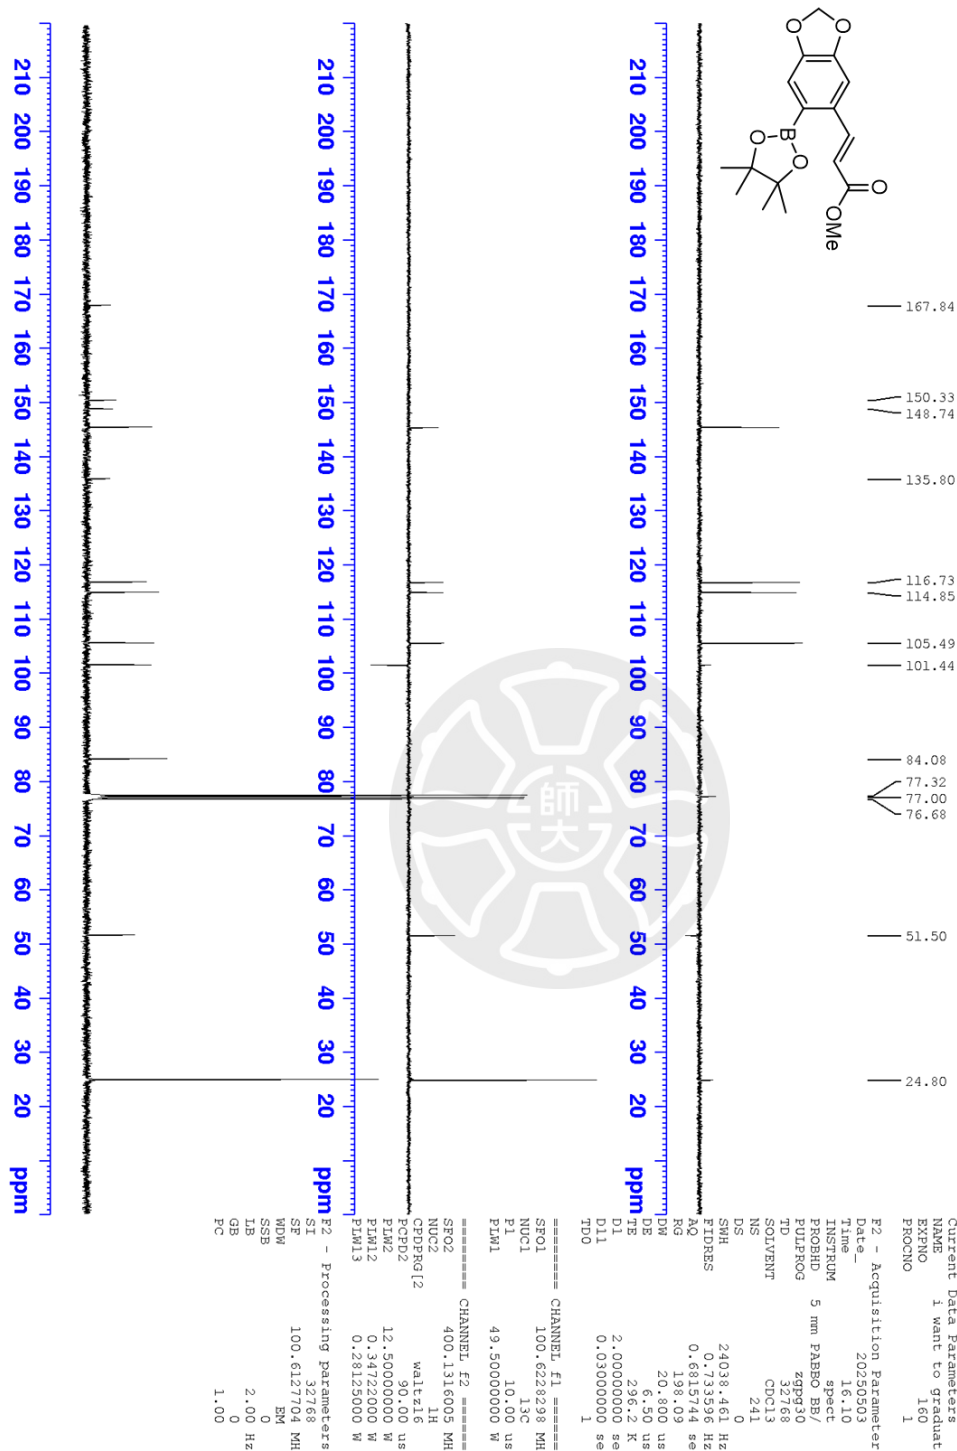 Current Data Parameters
NAME i want to graduat
EXPNO 160
PROCNO 1
F2 - Acquisition Parameter
Date_ 20250503
Time 16.10
INSTRUM spect
PROBHD 5 mm PABBO BB/
PULPROG zgpg30
TD 32768
SOLVENT CDCl3
NS 241
DS 0
SWH 24038.461 Hz
FIDRES 0.733596 Hz
AQ 0.6815744 se
RG 198.09
DW 20.800 us
DE 6.50 us
TE 296.2 K
D1 2.00000000 se
D11 0.03000000 se
TD0 1
======== CHANNEL f1 ========
SFO1 100.6228298 MH
NUC1 13C
P1 10.00 us
PLW1 49.50000000 W
======== CHANNEL f2 ========
SFO2 400.1316005 MH
NUC2 1H
CPDPRG[2 waltz16
PCPD2 90.00 us
PLW2 12.50000000 W
PLW12 0.34722000 W
PLW13 0.28125000 W
F2 - Processing parameters
SI 32768
SF 100.6127704 MH
WDW EM
SSB 0
LB 2.00 Hz
GB 0
PC 1.00
167.84
150.33
148.74
135.80
116.73
114.85
105.49
101.44
84.08
77.32
77.00
76.68
51.50
24.80
O
O
B
O
O
O
OMe
210 200 190 180 170 160 150 140 130 120 110 100 90 80 70 60 50 40 30 20 ppm
210 200 190 180 170 160 150 140 130 120 110 100 90 80 70 60 50 40 30 20 ppm
210 200 190 180 170 160 150 140 130 120 110 100 90 80 70 60 50 40 30 20 ppm
師大